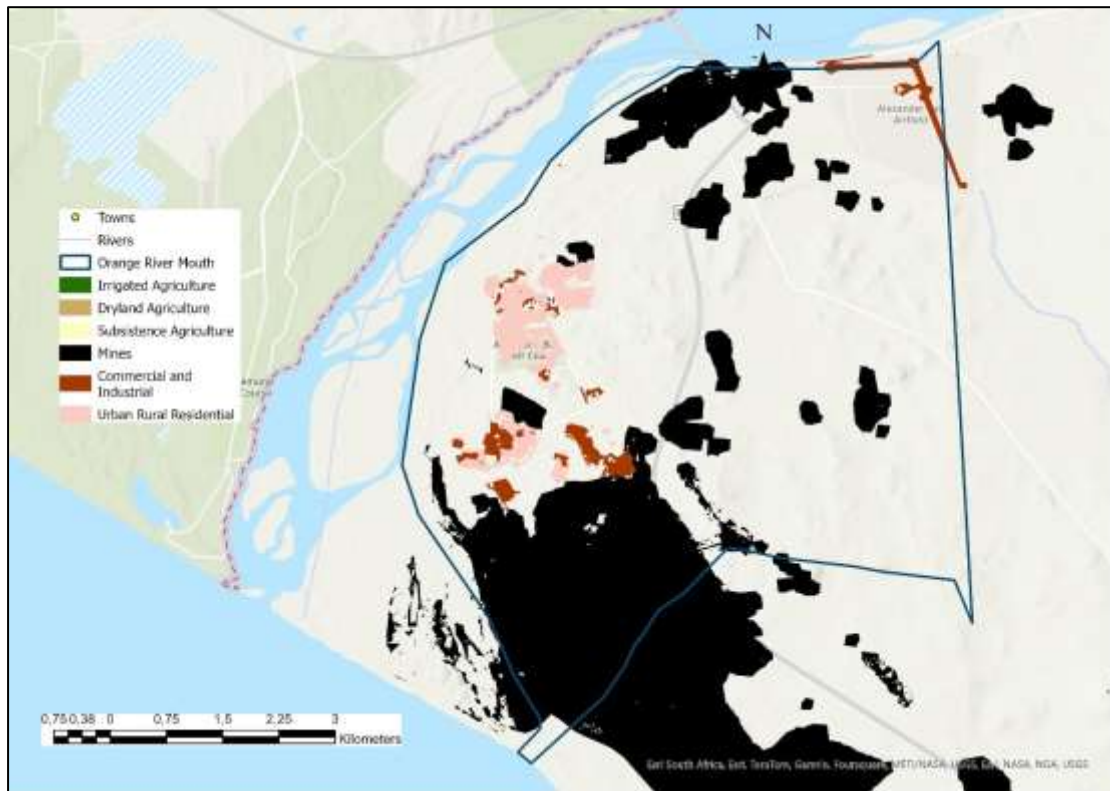 N
Alexander
Airfield
Towns
Rivers
Orange River Mouth
Irrigated Agriculture
Dryland Agriculture
Subsistence Agriculture
Mines
Commercial and
Industrial
Urban Rural Residential
0,75 0,38 0 0,75 1,5 2,25 3
Kilometers
Esri South Africa, Esri, TomTom, Garmin, Foursquare, METI/NASA, USGS, Esri, NASA, NGA, USGS